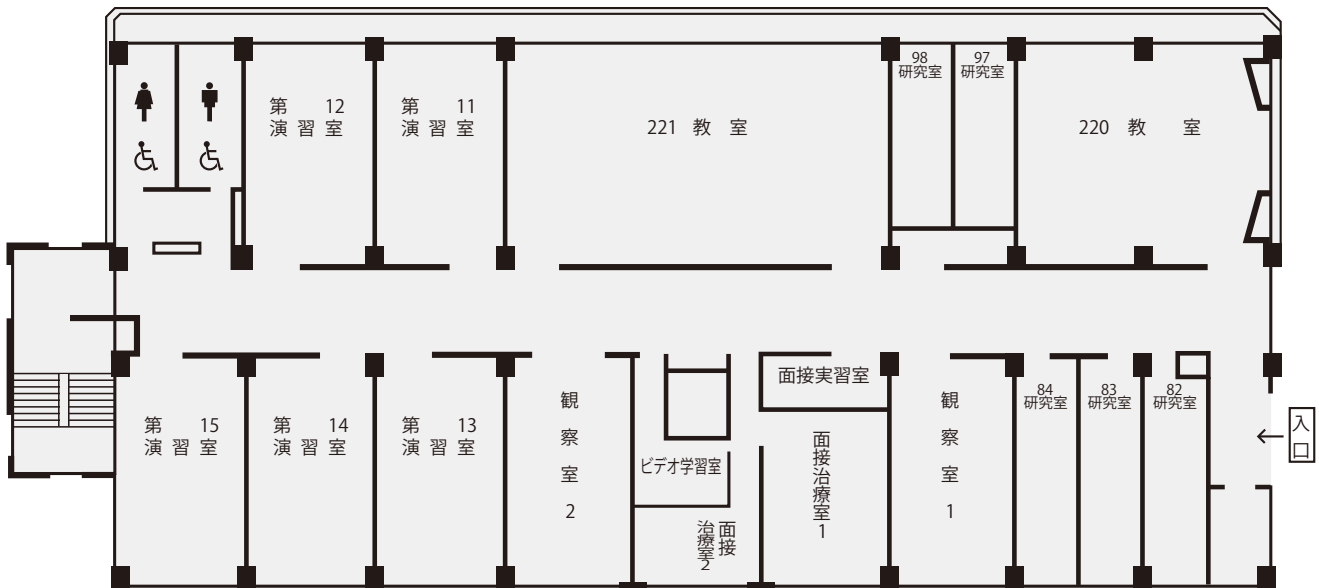 第 12
演 習 室
第 11
演 習 室
221 教 室
98
研究室
97
研究室
220 教 室
第 15
演 習 室
第 14
演 習 室
第 13
演 習 室
観察室2
ビデオ学習室
面接
治療室2
面接実習室
面接治療室1
観察室1
84
研究室
83
研究室
82
研究室
入口